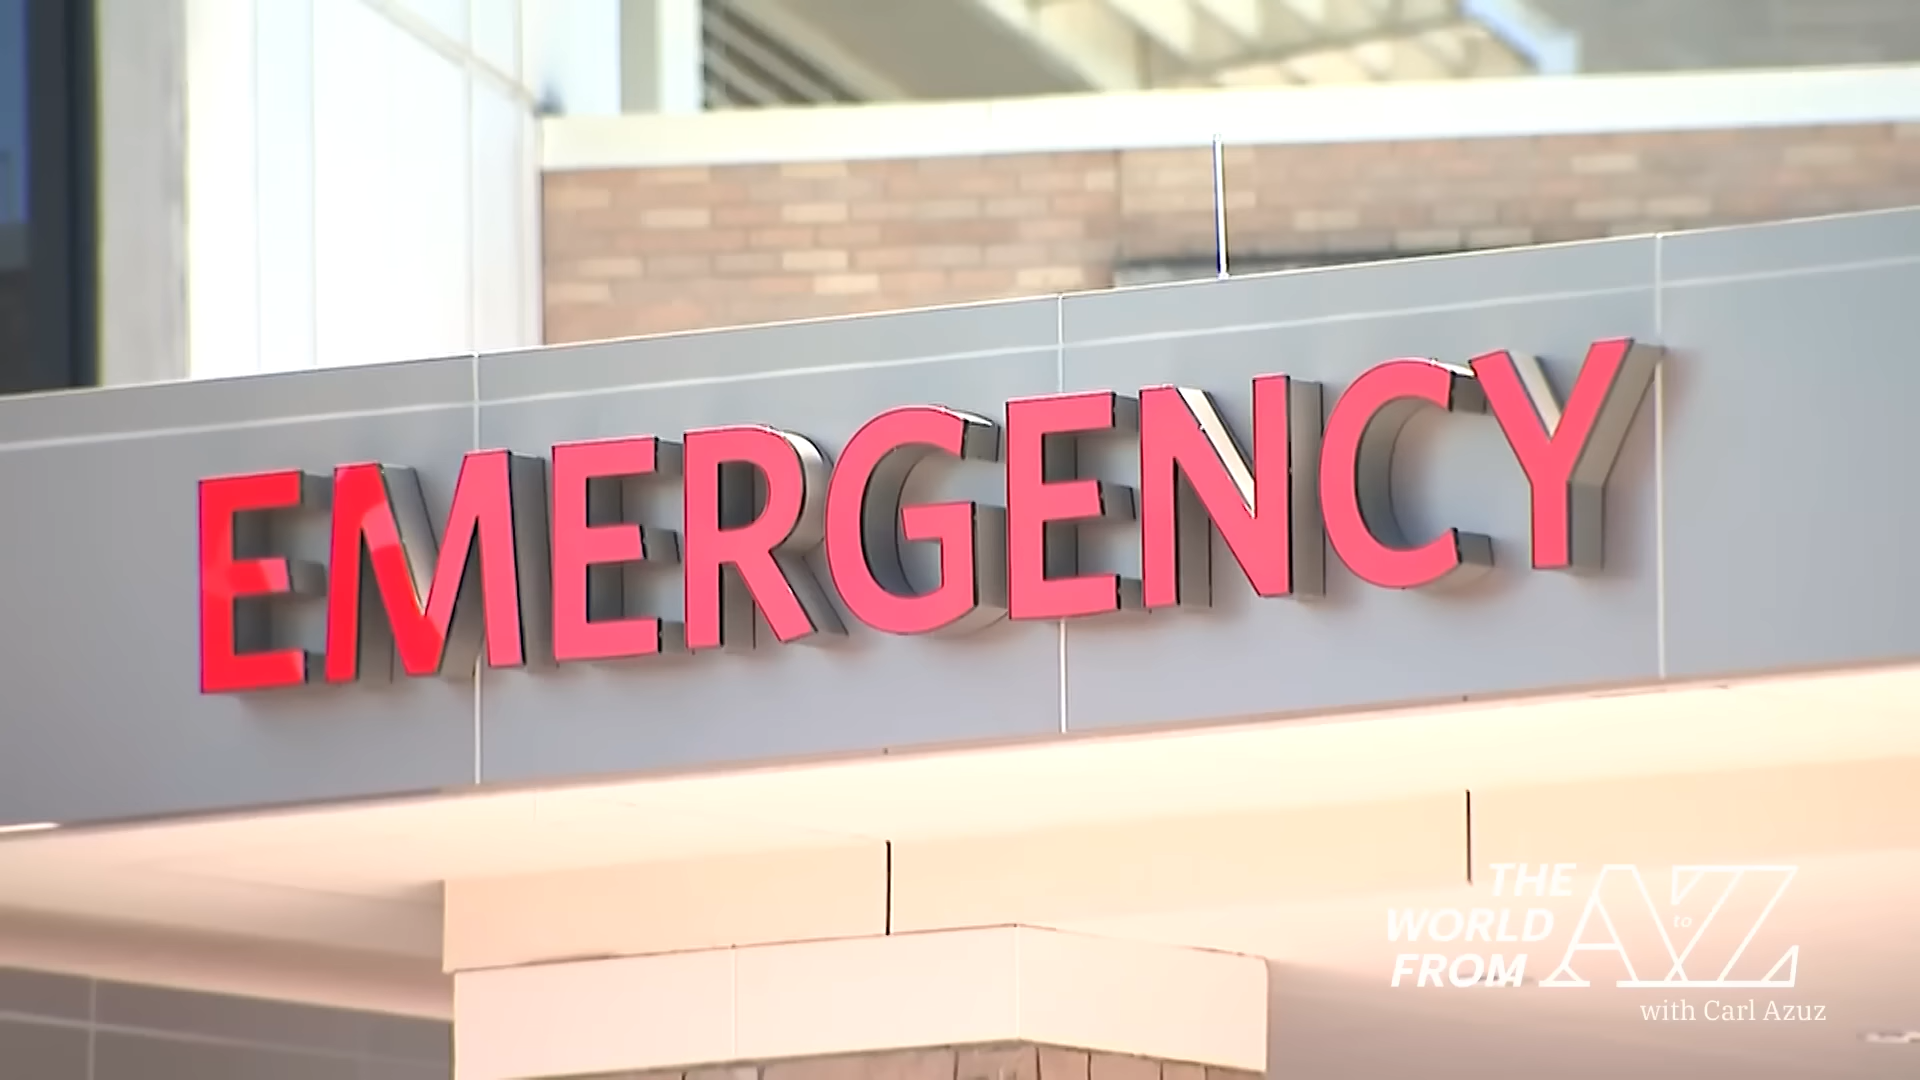 EMERGENCY
THE
WORLD
FROM
A to Z
with Carl Azuz